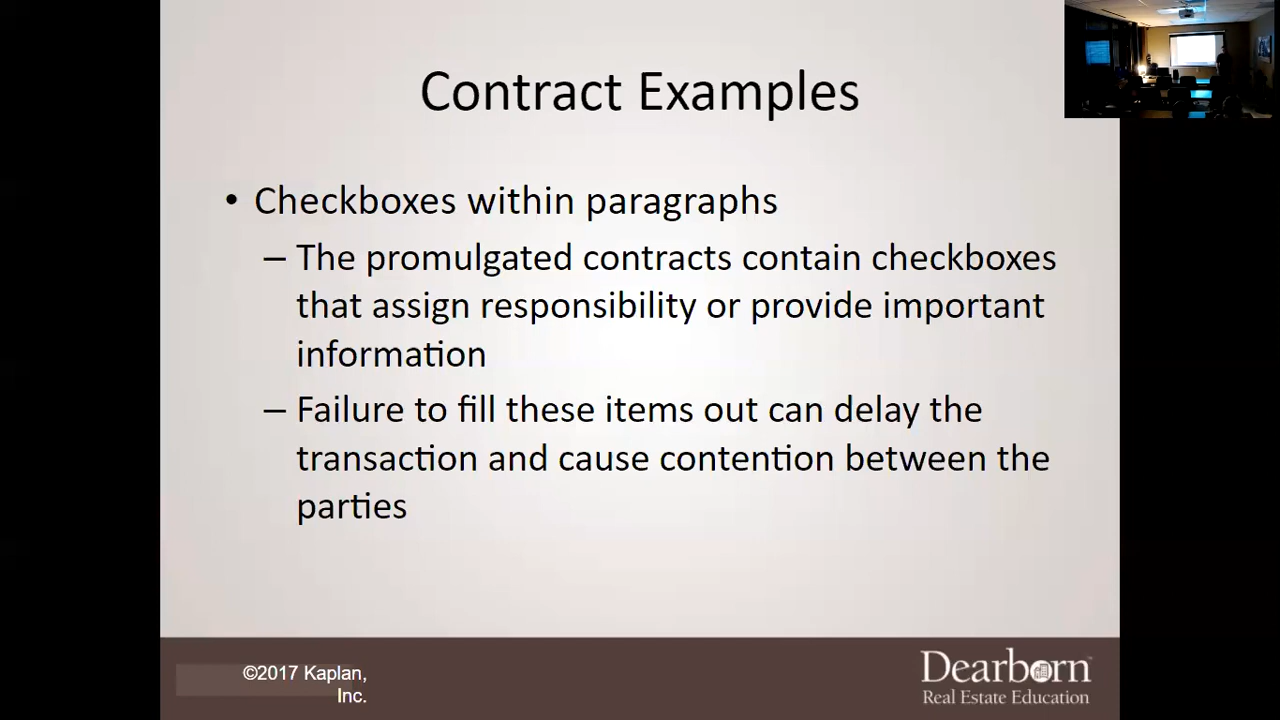 Contract Examples
• Checkboxes within paragraphs
– The promulgated contracts contain checkboxes
that assign responsibility or provide important
information
– Failure to fill these items out can delay the
transaction and cause contention between the
parties
©2017 Kaplan,
Inc.
Dearborn™
Real Estate Education